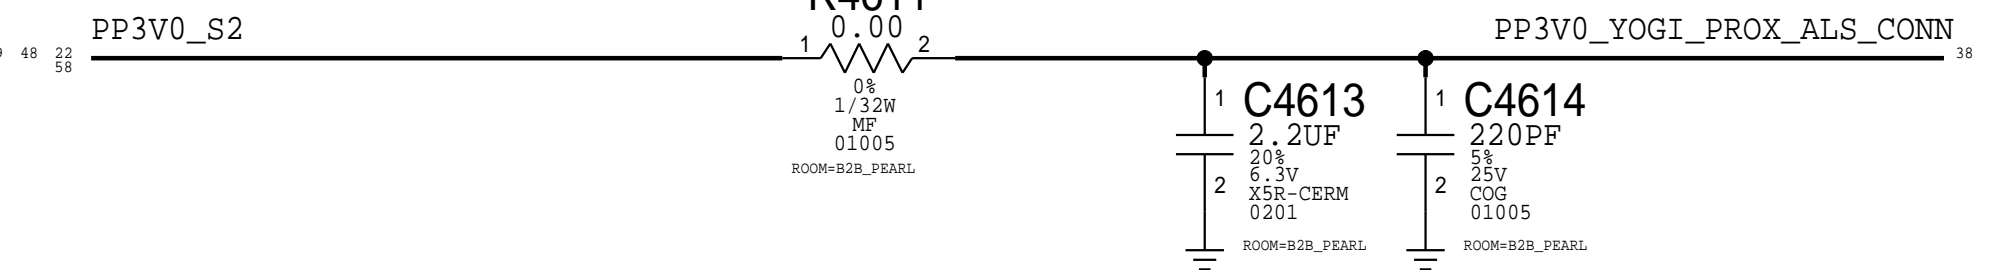 PP3V0_S2
48 22
58
0.00
1 2
0%
1/32W
MF
01005
ROOM=B2B_PEARL
PP3V0_YOGI_PROX_ALS_CONN
38
1 C4613
2.2UF
20%
6.3V
2 X5R-CERM
0201
ROOM=B2B_PEARL
1 C4614
220PF
5%
25V
2 COG
01005
ROOM=B2B_PEARL